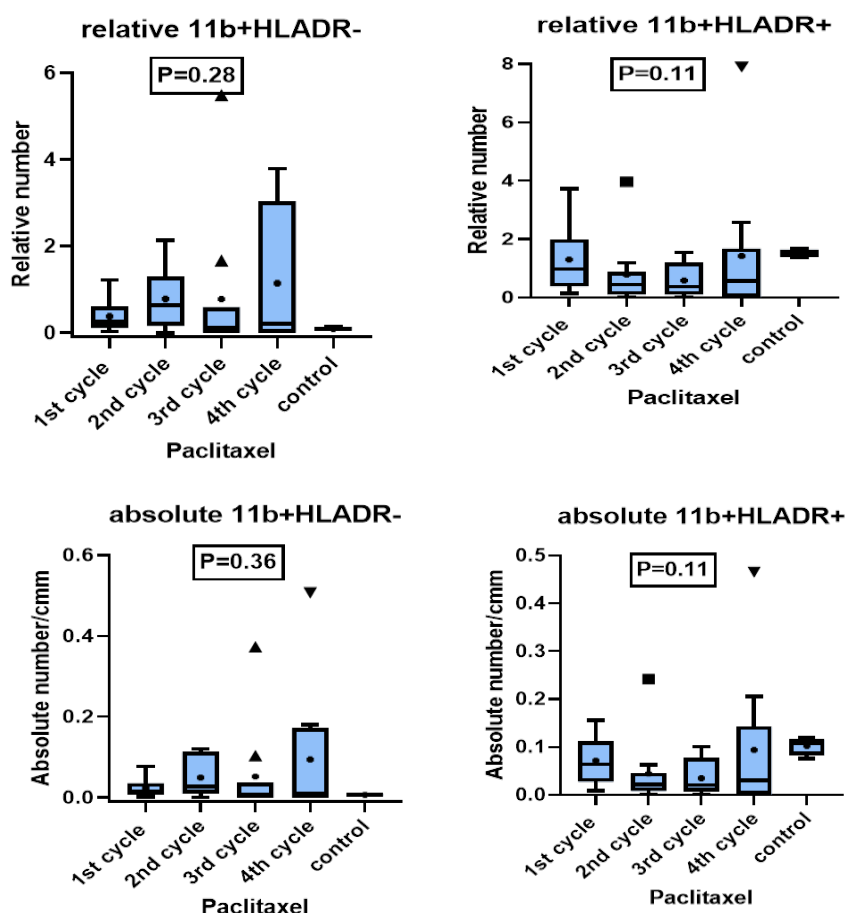 relative 11b+HLADR-
P=0.28
Relative number
6
4
2
0
1st cycle
2nd cycle
3rd cycle
4th cycle
control
Paclitaxel
relative 11b+HLADR+
P=0.11
Relative number
8
6
4
2
0
1st cycle
2nd cycle
3rd cycle
4th cycle
control
Paclitaxel
absolute 11b+HLADR-
P=0.36
Absolute number/cmm
0.6
0.4
0.2
0.0
1st cycle
2nd cycle
3rd cycle
4th cycle
control
Paclitaxel
absolute 11b+HLADR+
P=0.11
Absolute number/cmm
0.5
0.4
0.3
0.2
0.1
0.0
1st cycle
2nd cycle
3rd cycle
4th cycle
control
Paclitaxel